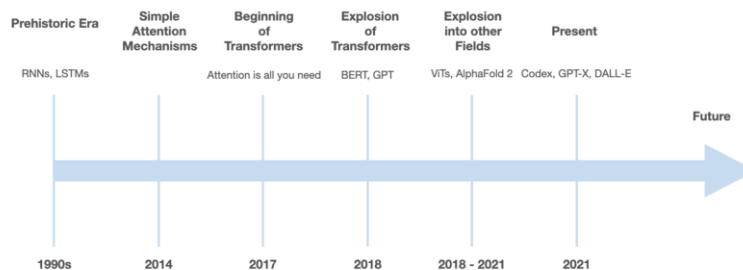 Prehistoric Era
RNNs, LSTMs
Simple
Attention
Mechanisms
Beginning
of
Transformers
Attention is all you need
Explosion
of
Transformers
BERT, GPT
Explosion
into other
Fields
ViTs, AlphaFold 2
Present
Codex, GPT-X, DALL-E
Future
1990s
2014
2017
2018
2018 - 2021
2021